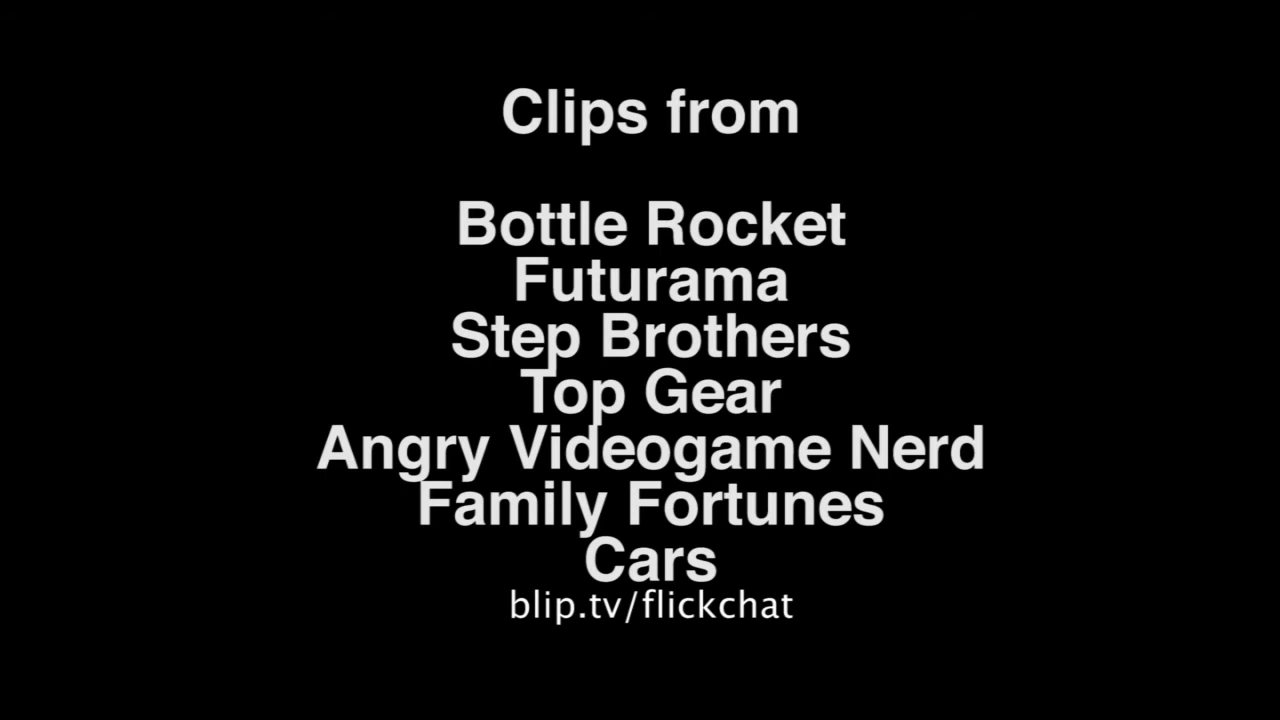 Clips from
Bottle Rocket
Futurama
Step Brothers
Top Gear
Angry Videogame Nerd
Family Fortunes
Cars
blip.tv/flickchat